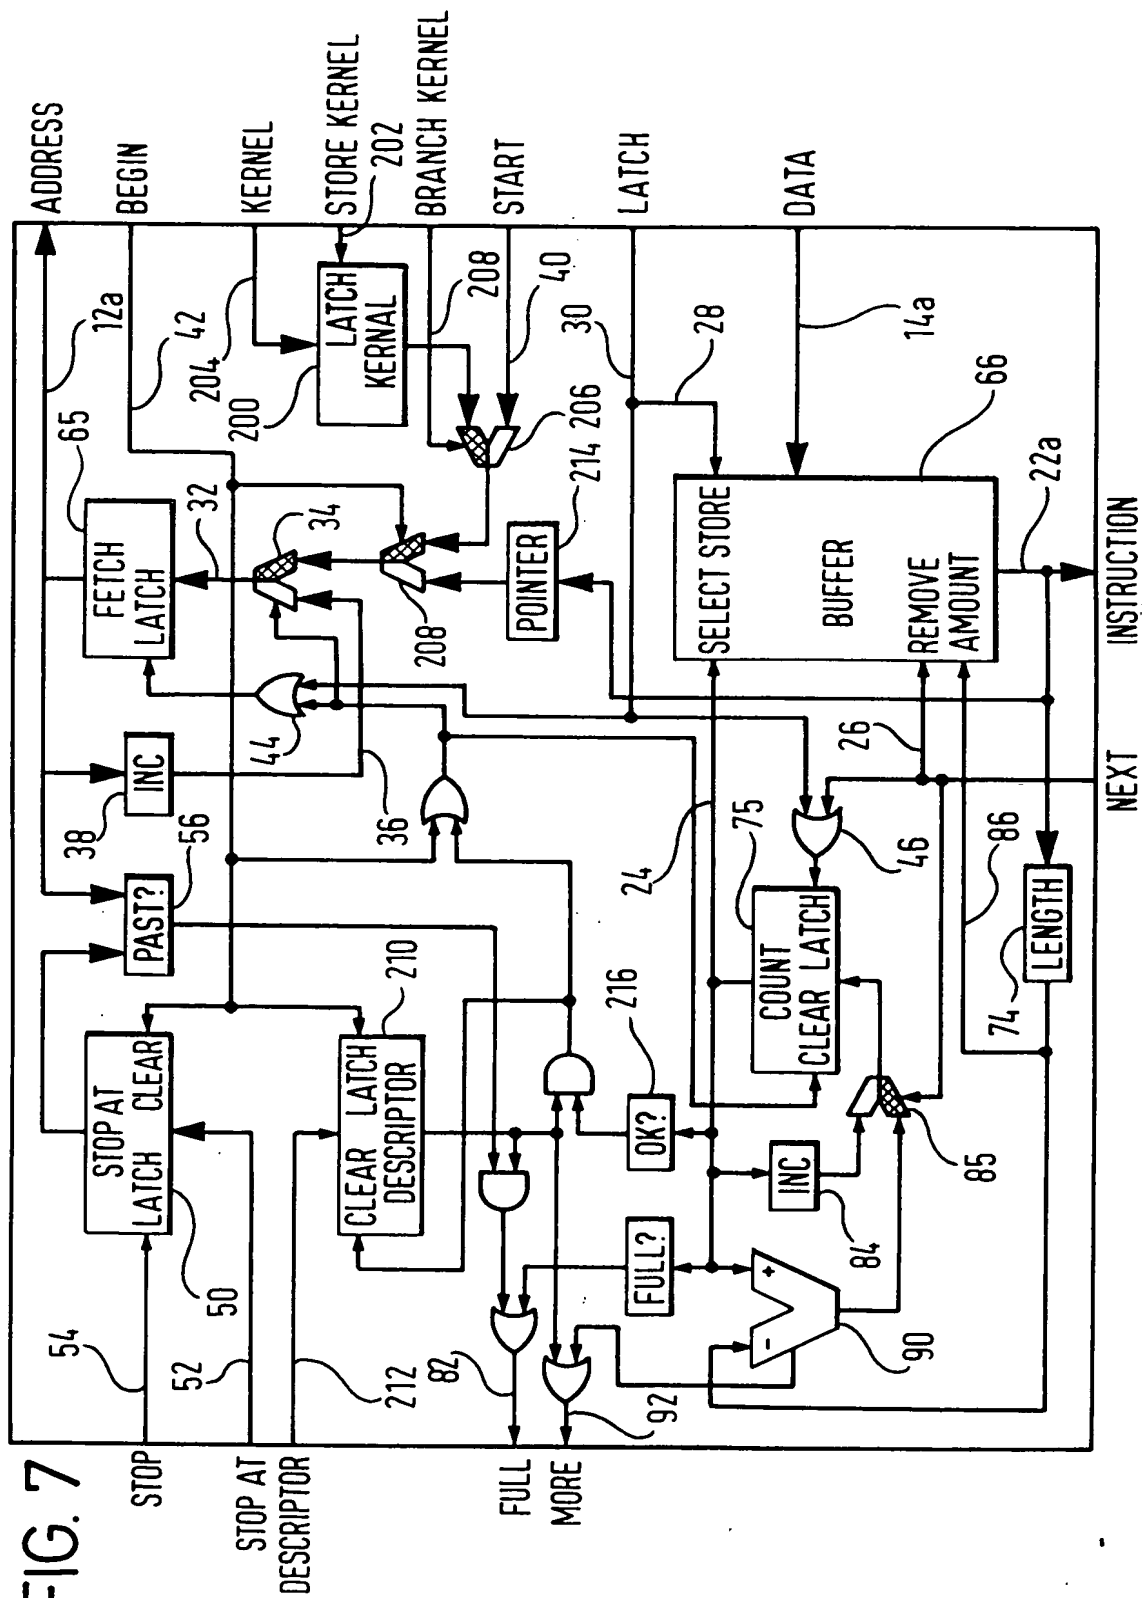 FIG. 7
STOP
STOP AT
DESCRIPTOR
FULL
MORE
ADDRESS
BEGIN
KERNEL
STORE KERNEL
202
BRANCH KERNEL
START
LATCH
DATA
INSTRUCTION
NEXT
54
52
212
82
92
50
STOP AT
LATCH CLEAR
CLEAR LATCH
DESCRIPTOR
210
PAST?
56
INC
38
44
36
FETCH
LATCH
65
32
34
208
12a
42
204
200
LATCH
KERNAL
208
40
206
214
POINTER
30
28
14a
66
SELECT STORE
BUFFER
REMOVE
AMOUNT
22a
26
24
75
46
COUNT
CLEAR LATCH
216
OK?
FULL?
INC
84
85
90
86
74
LENGTH
+
-